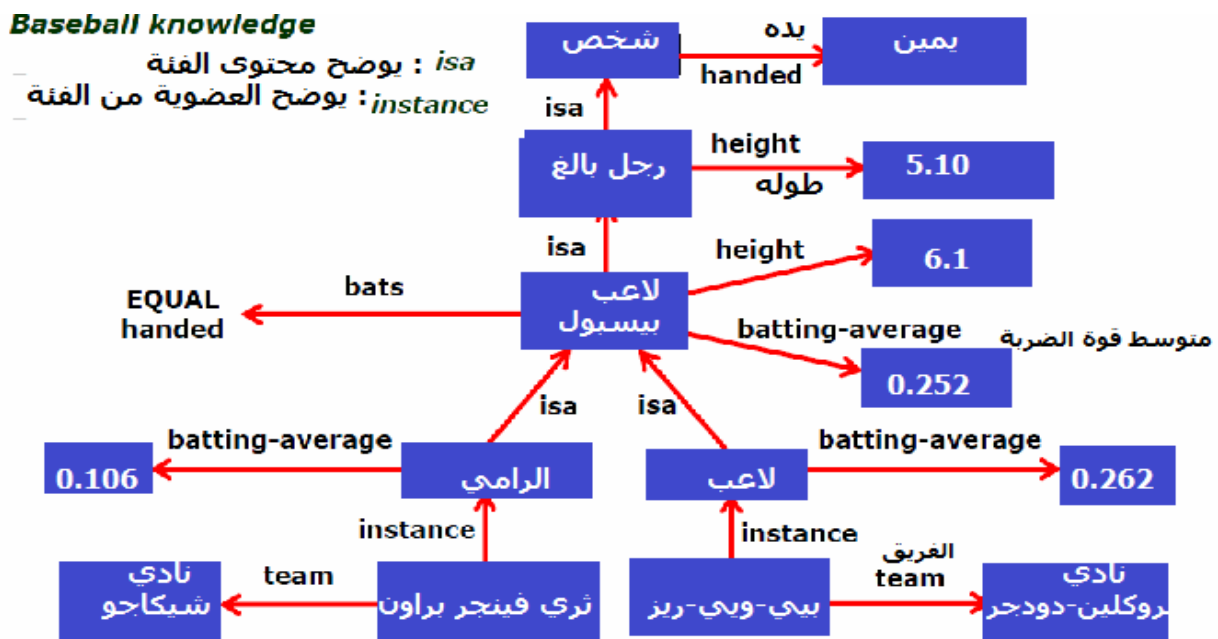 Baseball knowledge
isa : يوضح محتوى الفئة
instance : يوضح العضوية من الفئة
شخص
يده
handed
يمين
isa
رجل بالغ
height
طوله
5.10
isa
height
6.1
لاعب
بيسبول
bats
EQUAL
handed
batting-average
متوسط قوة الضربة
0.252
isa
isa
batting-average
0.106
الرامي
لاعب
batting-average
0.262
instance
instance
نادي
شيكاجو
team
ثري فينجر براون
بيي-ويي-ريز
الفريق
team
نادي
بروكلين-دودجر